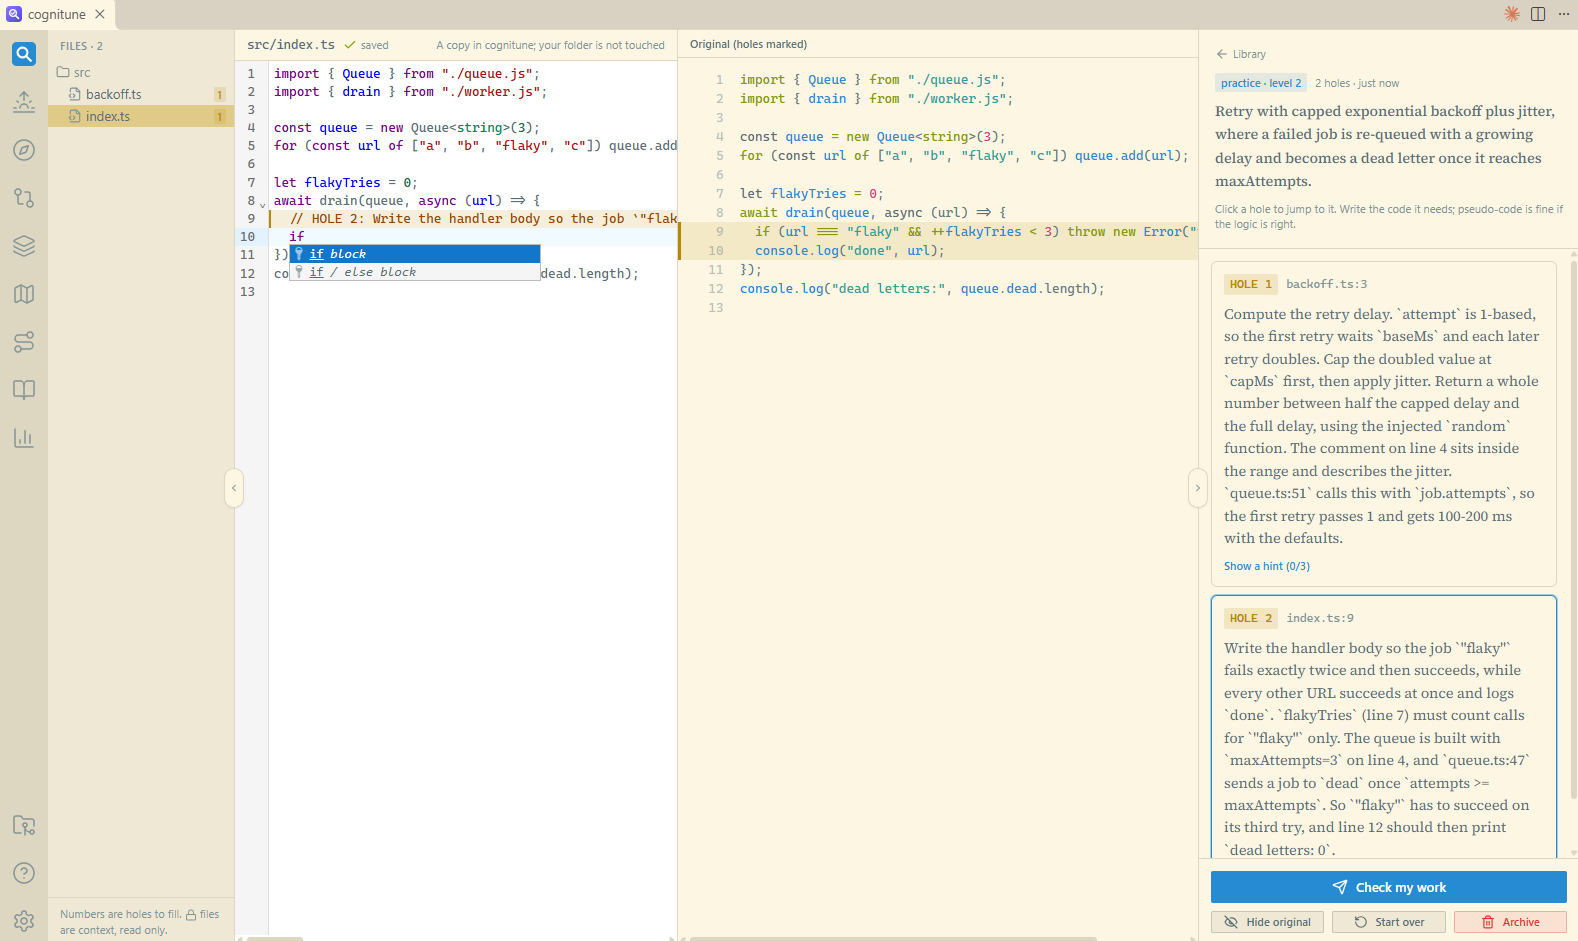 cognitune
FILES · 2
src
backoff.ts 1
index.ts 1
Numbers are holes to fill. files
are context, read only.
src/index.ts saved A copy in cognitune; your folder is not touched
1 import { Queue } from "./queue.js";
2 import { drain } from "./worker.js";
3
4 const queue = new Queue<string>(3);
5 for (const url of ["a", "b", "flaky", "c"]) queue.add
6
7 let flakyTries = 0;
8 await drain(queue, async (url) => {
9 // HOLE 2: Write the handler body so the job `"flak
10 if
if block
if / else block
11 })
12 co dead.length);
13
Original (holes marked)
1 import { Queue } from "./queue.js";
2 import { drain } from "./worker.js";
3
4 const queue = new Queue<string>(3);
5 for (const url of ["a", "b", "flaky", "c"]) queue.add(url);
6
7 let flakyTries = 0;
8 await drain(queue, async (url) => {
9 if (url === "flaky" && ++flakyTries < 3) throw new Error("
10 console.log("done", url);
11 });
12 console.log("dead letters:", queue.dead.length);
13
Library
practice · level 2 2 holes · just now
Retry with capped exponential backoff plus jitter,
where a failed job is re-queued with a growing
delay and becomes a dead letter once it reaches
maxAttempts.
Click a hole to jump to it. Write the code it needs; pseudo-code is fine if
the logic is right.
HOLE 1 backoff.ts:3
Compute the retry delay. `attempt` is 1-based,
so the first retry waits `baseMs` and each later
retry doubles. Cap the doubled value at
`capMs` first, then apply jitter. Return a whole
number between half the capped delay and
the full delay, using the injected `random`
function. The comment on line 4 sits inside
the range and describes the jitter.
`queue.ts:51` calls this with `job.attempts`, so
the first retry passes 1 and gets 100-200 ms
with the defaults.
Show a hint (0/3)
HOLE 2 index.ts:9
Write the handler body so the job `"flaky"`
fails exactly twice and then succeeds, while
every other URL succeeds at once and logs
`done`. `flakyTries` (line 7) must count calls
for `"flaky"` only. The queue is built with
`maxAttempts=3` on line 4, and `queue.ts:47`
sends a job to `dead` once `attempts >=
maxAttempts`. So `"flaky"` has to succeed on
its third try, and line 12 should then print
`dead letters: 0`.
Check my work
Hide original Start over Archive